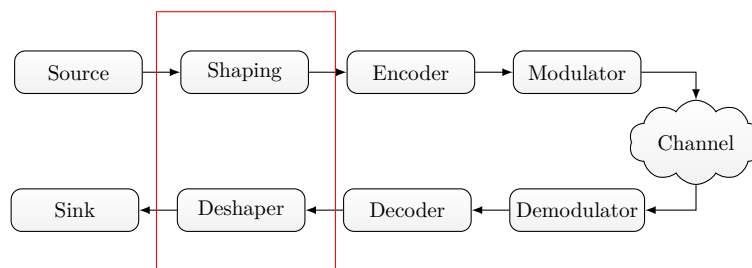 Source
Shaping
Encoder
Modulator
Channel
Sink
Deshaper
Decoder
Demodulator